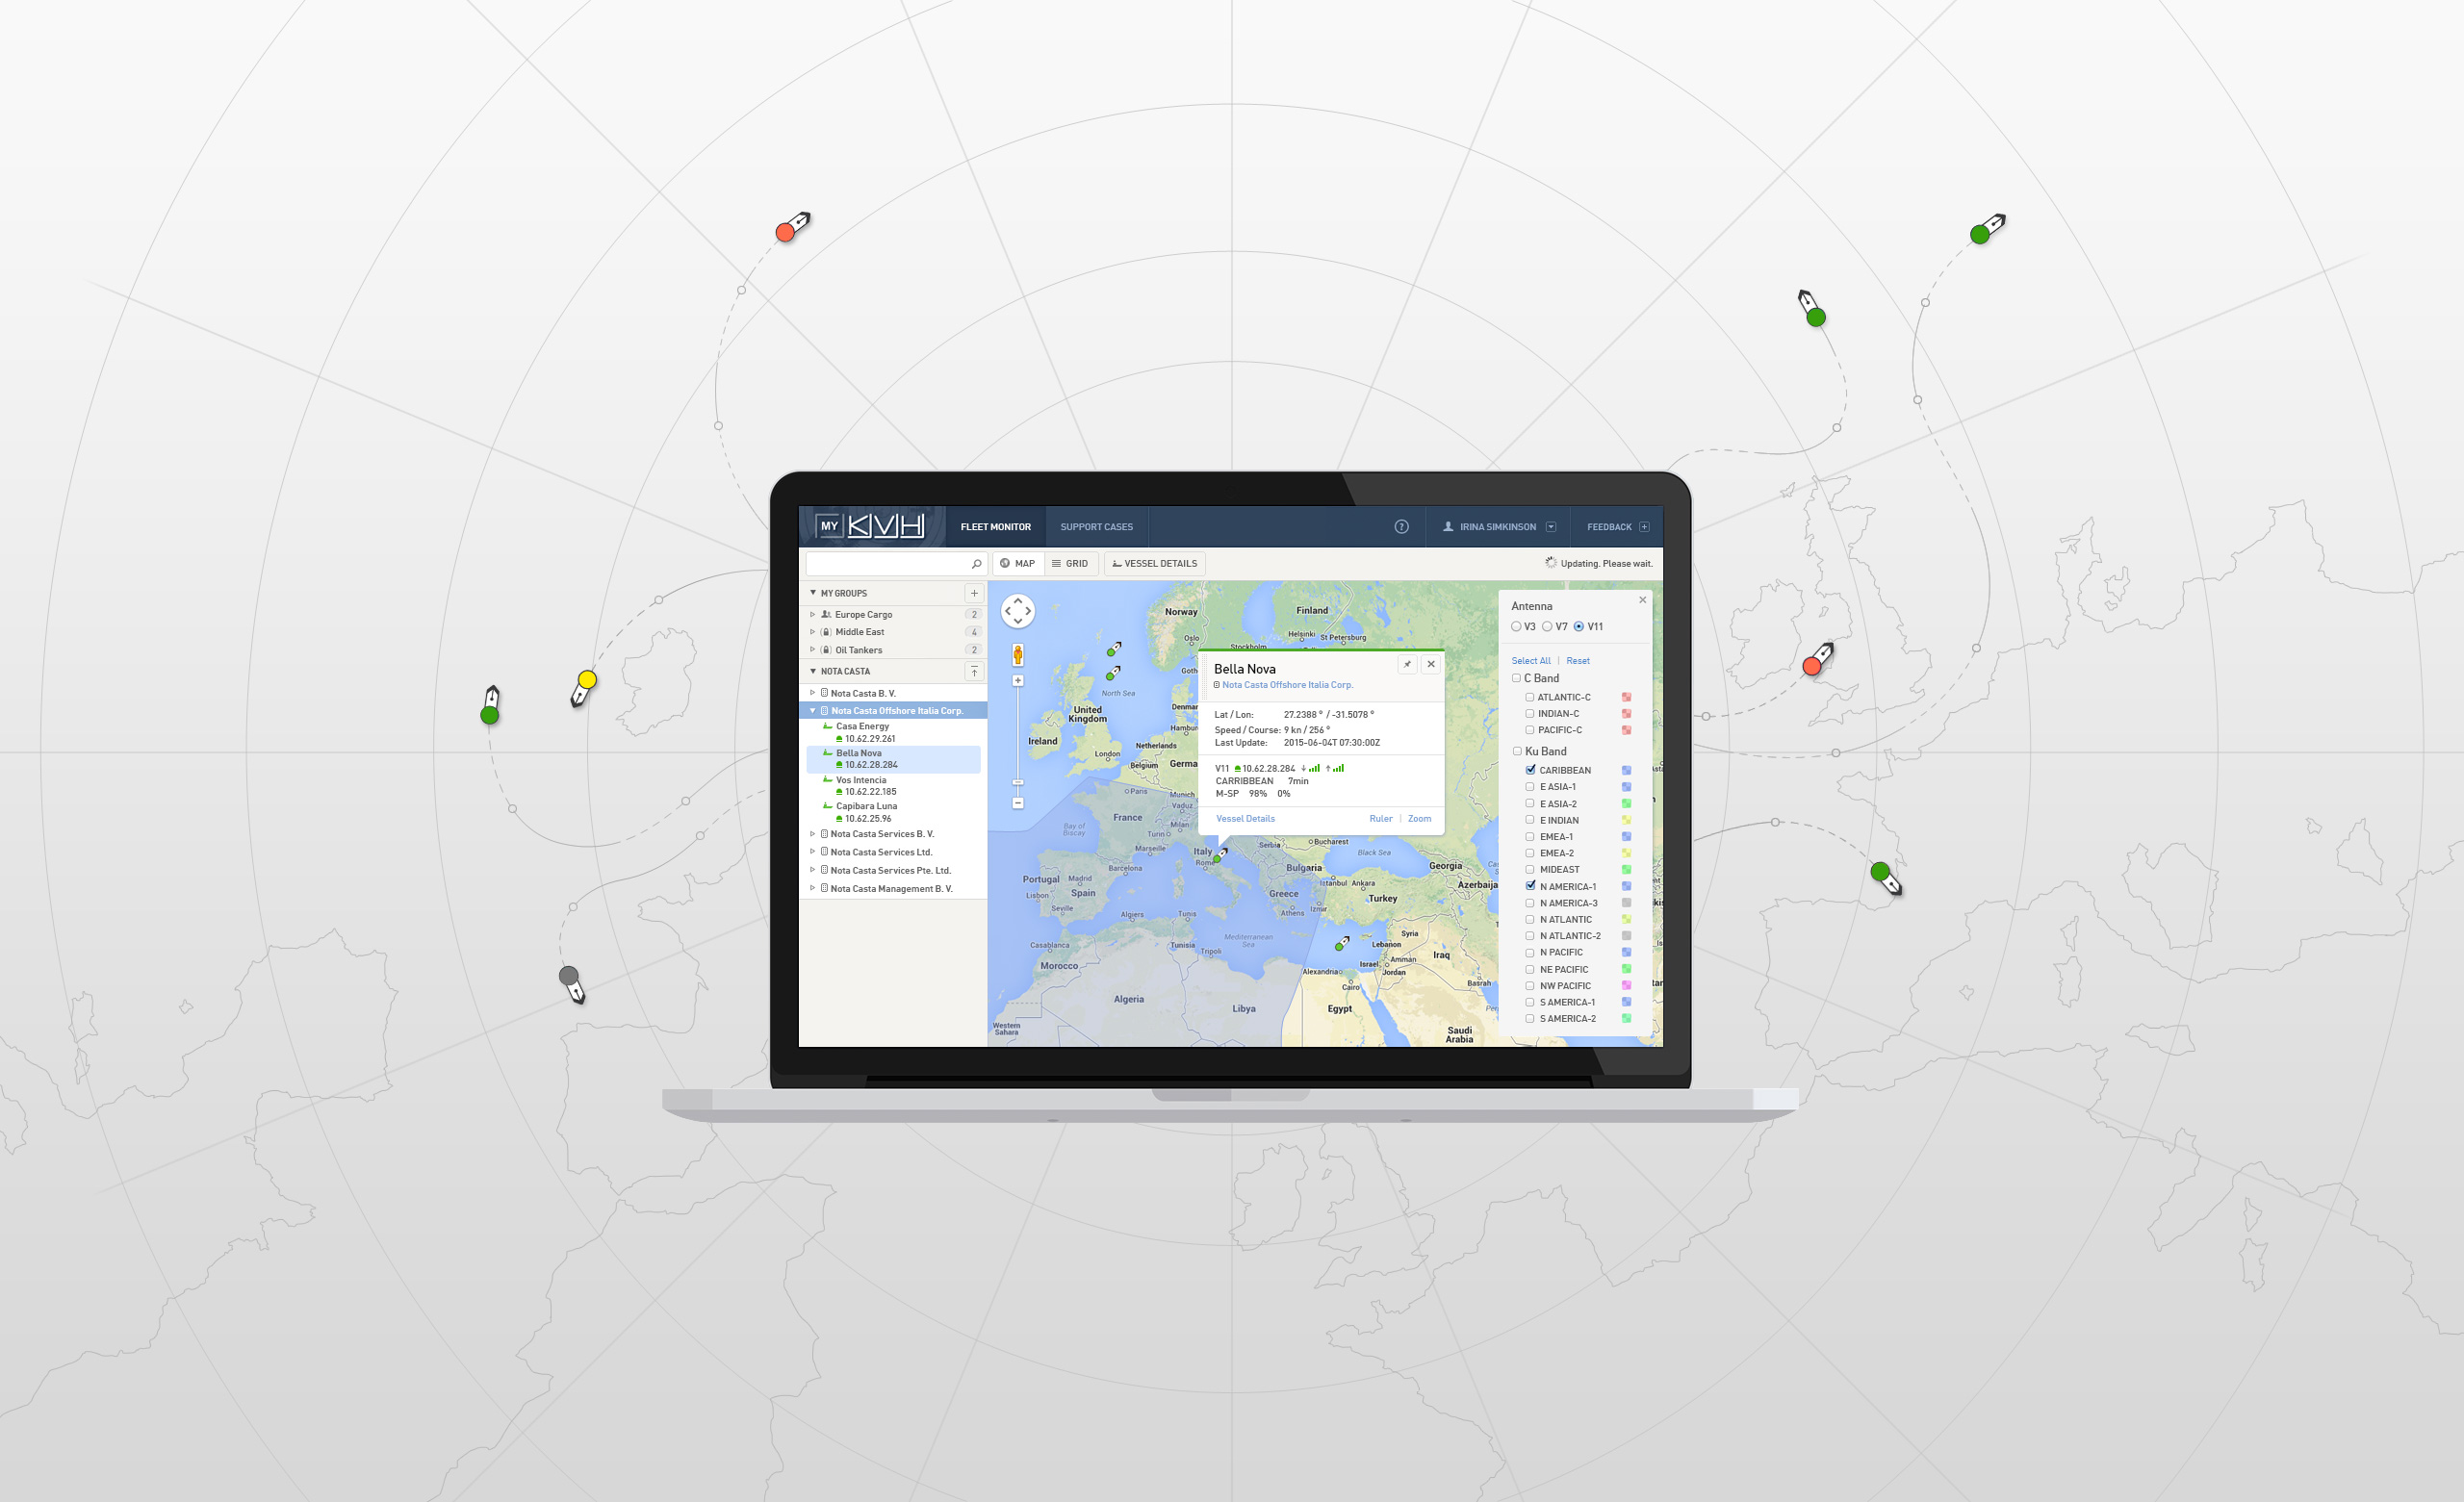 MY KVH FLEET MONITOR SUPPORT CASES ? IRINA SIMKINSON FEEDBACK
MAP GRID VESSEL DETAILS Updating. Please wait.
MY GROUPS
Europe Cargo 2
Middle East 4
Oil Tankers 2
NOTA CASTA
Nota Casta B. V.
Nota Casta Offshore Italia Corp.
Casa Energy
10.62.29.261
Bella Nova
10.62.28.284
Vos Intencia
10.62.22.185
Capibara Luna
10.62.25.96
Nota Casta Services B. V.
Nota Casta Services Ltd.
Nota Casta Services Pte. Ltd.
Nota Casta Management B. V.
Norway
Finland
Oslo
Helsinki
St Petersburg
Stockholm
Goth
North Sea
United
Kingdom
Denmar
Hambur
Ireland
Netherlands
London
Belgium
Germa
Paris
Munich
Vaduz
France
Milan
Turin
Bay of
Biscay
Marseille
Italy
Rome
Serbia
Bucharest
Black Sea
Georgia
Bulgaria
Barcelona
Portugal
Madrid
Spain
Lisbon
Seville
Istanbul
Ankara
Azerbaija
Greece
Turkey
Athens
Izmir
Algiers
Tunis
Casablanca
Tunisia
Tripoli
Mediterranean
Sea
Syria
Lebanon
Iraq
Morocco
Alexandria
Israel
Amman
Jordan
Cairo
Basrah
Algeria
Libya
Egypt
Western
Sahara
Saudi
Arabia
Bella Nova
Nota Casta Offshore Italia Corp.
Lat / Lon: 27.2388 ° / -31.5078 °
Speed / Course: 9 kn / 256 °
Last Update: 2015-06-04T 07:30:00Z
V11 10.62.28.284
CARRIBBEAN 7min
M-SP 98% 0%
Vessel Details Ruler | Zoom
Antenna
V3 V7 V11
Select All | Reset
C Band
ATLANTIC-C
INDIAN-C
PACIFIC-C
Ku Band
CARIBBEAN
E ASIA-1
E ASIA-2
E INDIAN
EMEA-1
EMEA-2
MIDEAST
N AMERICA-1
N AMERICA-3
N ATLANTIC
N ATLANTIC-2
N PACIFIC
NE PACIFIC
NW PACIFIC
S AMERICA-1
S AMERICA-2